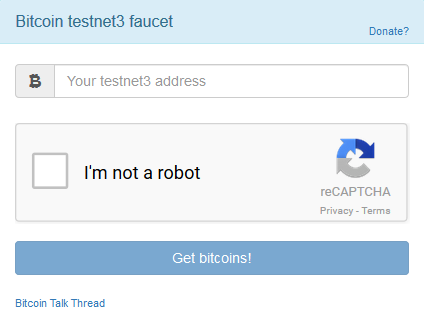 Bitcoin testnet3 faucet
Donate?
Your testnet3 address
I'm not a robot
reCAPTCHA
Privacy - Terms
Get bitcoins!
Bitcoin Talk Thread